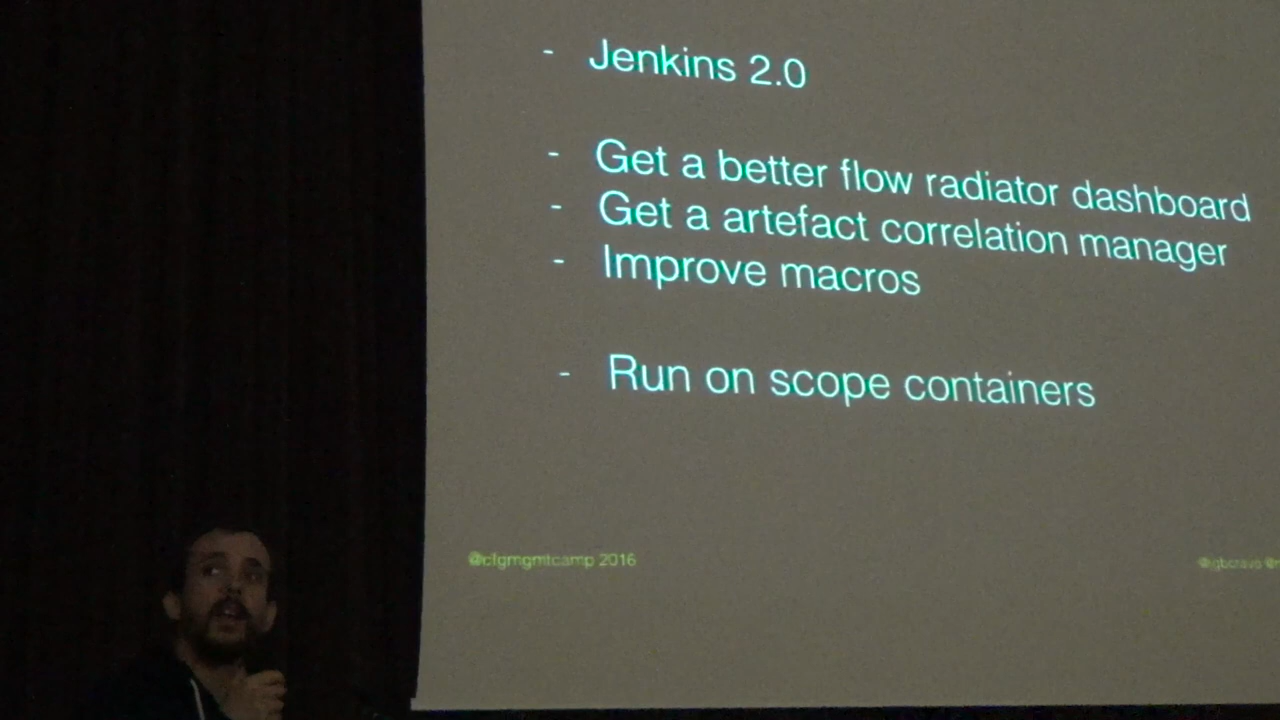 - Jenkins 2.0
- Get a better flow radiator dashboard
- Get a artefact correlation manager
- Improve macros
- Run on scope containers
@cfgmgmtcamp 2016